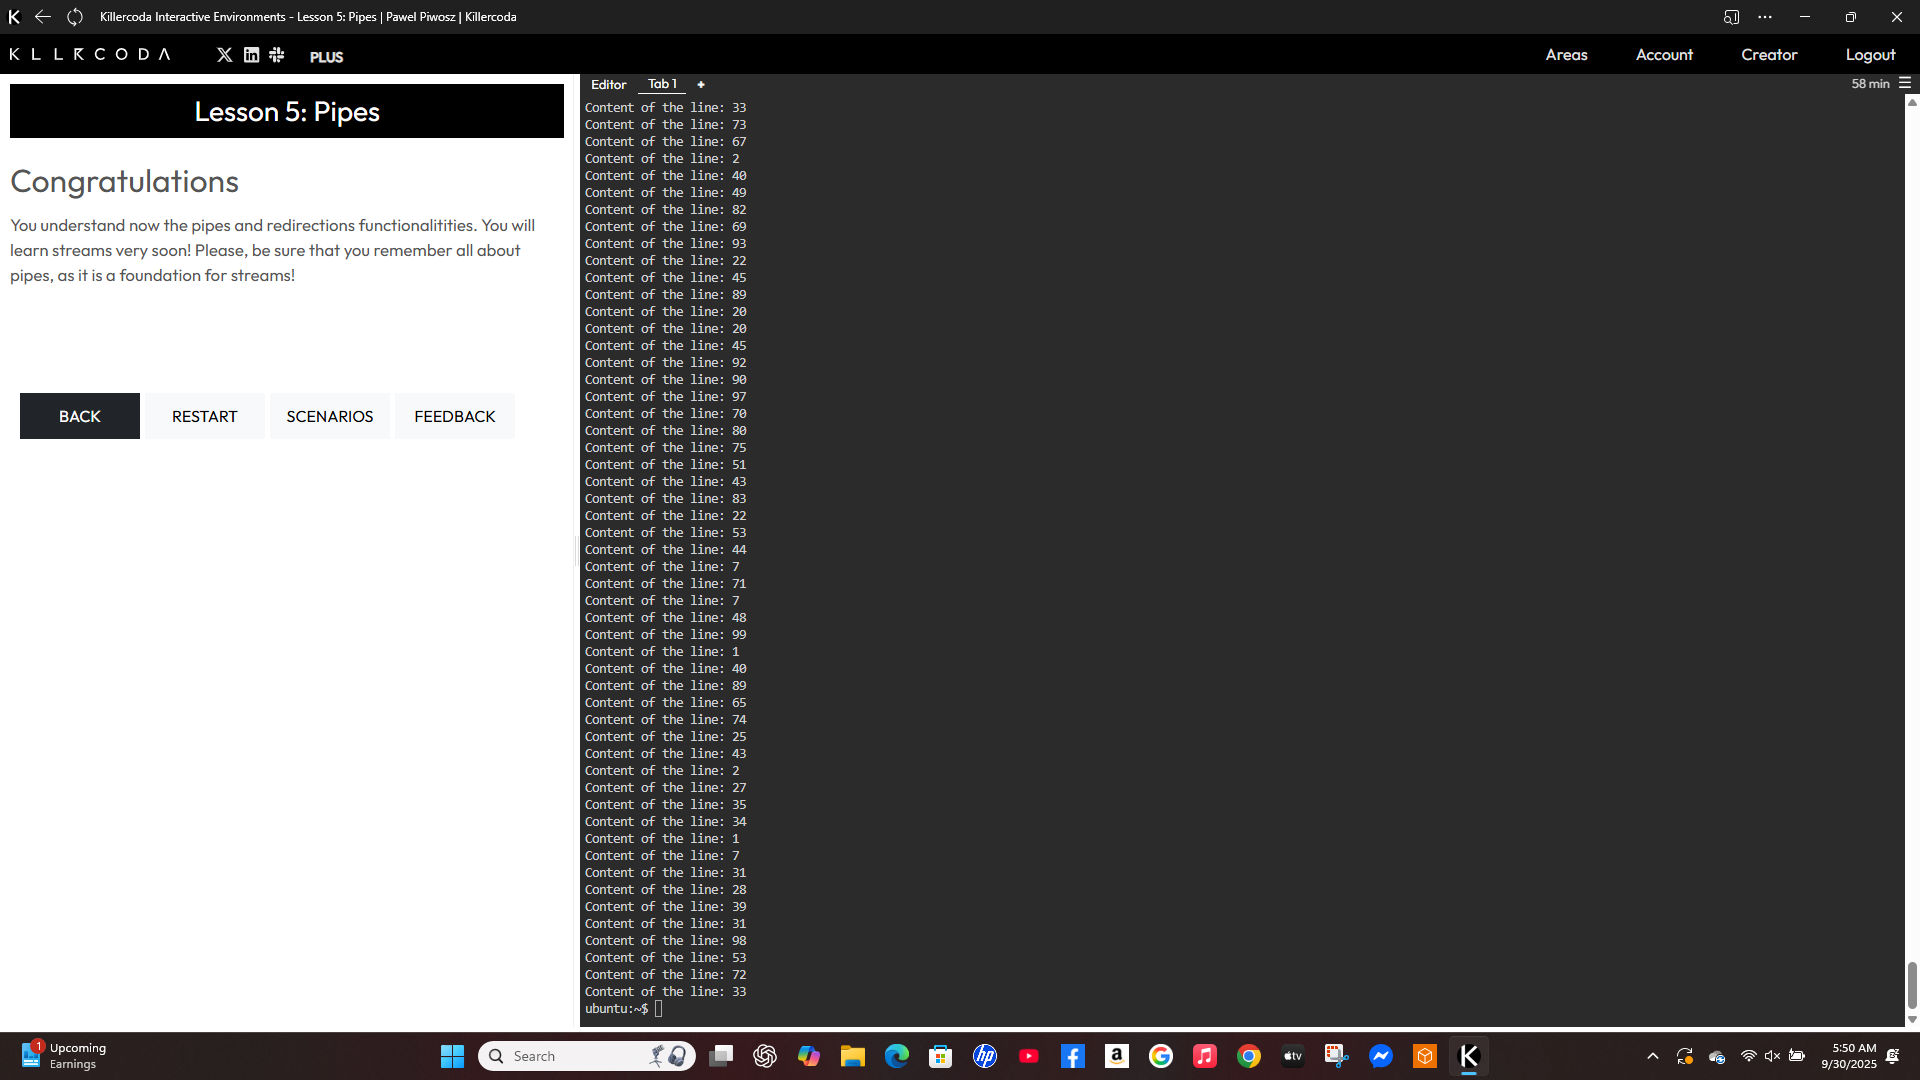 Killercoda Interactive Environments - Lesson 5: Pipes | Pawel Piwosz | Killercoda
KLLRCODA
PLUS
Areas
Account
Creator
Logout
Lesson 5: Pipes
Congratulations
You understand now the pipes and redirections functionalitities. You will
learn streams very soon! Please, be sure that you remember all about
pipes, as it is a foundation for streams!
BACK
RESTART
SCENARIOS
FEEDBACK
Editor
Tab 1
+
58 min
Content of the line: 33
Content of the line: 73
Content of the line: 67
Content of the line: 2
Content of the line: 40
Content of the line: 49
Content of the line: 82
Content of the line: 69
Content of the line: 93
Content of the line: 22
Content of the line: 45
Content of the line: 89
Content of the line: 20
Content of the line: 20
Content of the line: 45
Content of the line: 92
Content of the line: 90
Content of the line: 97
Content of the line: 70
Content of the line: 80
Content of the line: 75
Content of the line: 51
Content of the line: 43
Content of the line: 83
Content of the line: 22
Content of the line: 53
Content of the line: 44
Content of the line: 7
Content of the line: 71
Content of the line: 7
Content of the line: 48
Content of the line: 99
Content of the line: 1
Content of the line: 40
Content of the line: 89
Content of the line: 65
Content of the line: 74
Content of the line: 25
Content of the line: 43
Content of the line: 2
Content of the line: 27
Content of the line: 35
Content of the line: 34
Content of the line: 1
Content of the line: 7
Content of the line: 31
Content of the line: 28
Content of the line: 39
Content of the line: 31
Content of the line: 98
Content of the line: 53
Content of the line: 72
Content of the line: 33
ubuntu:~$
1
Upcoming
Earnings
Search
hp
a
tv
5:50 AM
9/30/2025